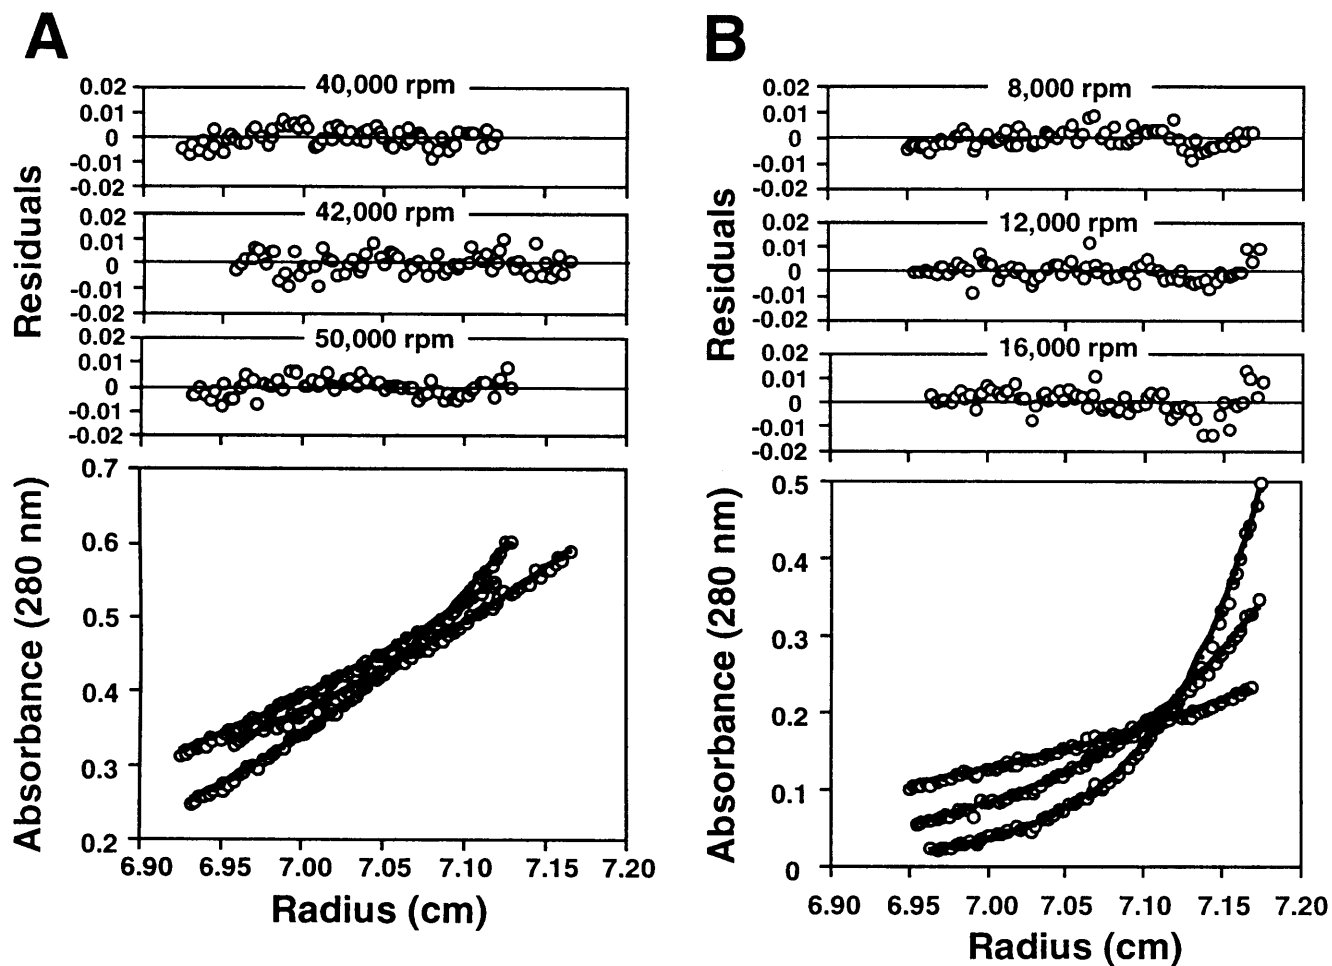 A
40,000 rpm
0.02
0.01
0
-0.01
-0.02
42,000 rpm
0.02
0.01
0
-0.01
-0.02
50,000 rpm
0.02
0.01
0
-0.01
-0.02
Residuals
0.7
0.6
0.5
0.4
0.3
0.2
Absorbance (280 nm)
6.90 6.95 7.00 7.05 7.10 7.15 7.20
Radius (cm)
B
8,000 rpm
0.02
0.01
0
-0.01
-0.02
12,000 rpm
0.02
0.01
0
-0.01
-0.02
16,000 rpm
0.02
0.01
0
-0.01
-0.02
Residuals
0.5
0.4
0.3
0.2
0.1
0
Absorbance (280 nm)
6.90 6.95 7.00 7.05 7.10 7.15 7.20
Radius (cm)